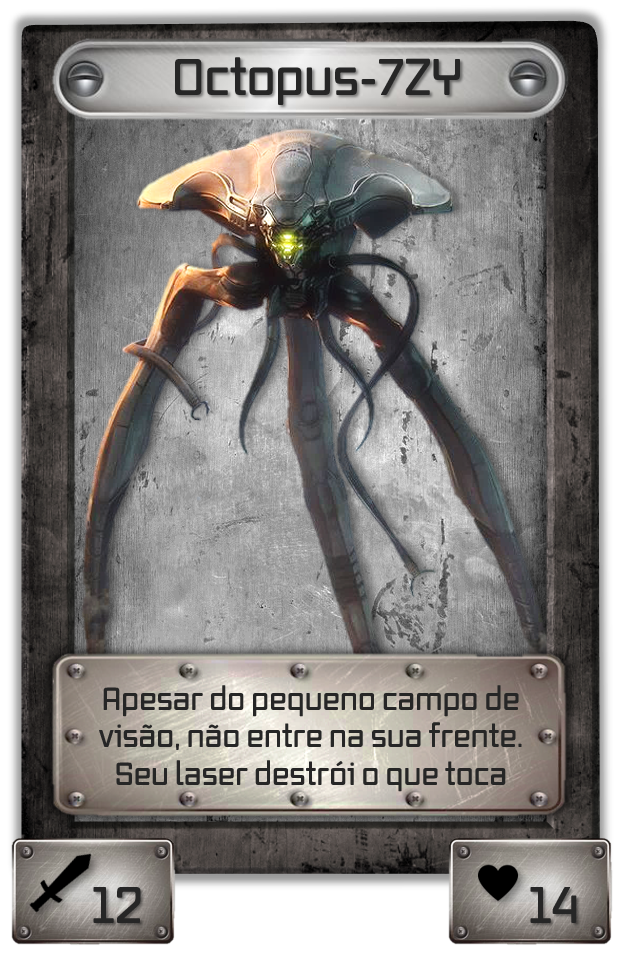 Octopus-7ZY
Apesar do pequeno campo de
visão, não entre na sua frente.
Seu laser destrói o que toca
12
14